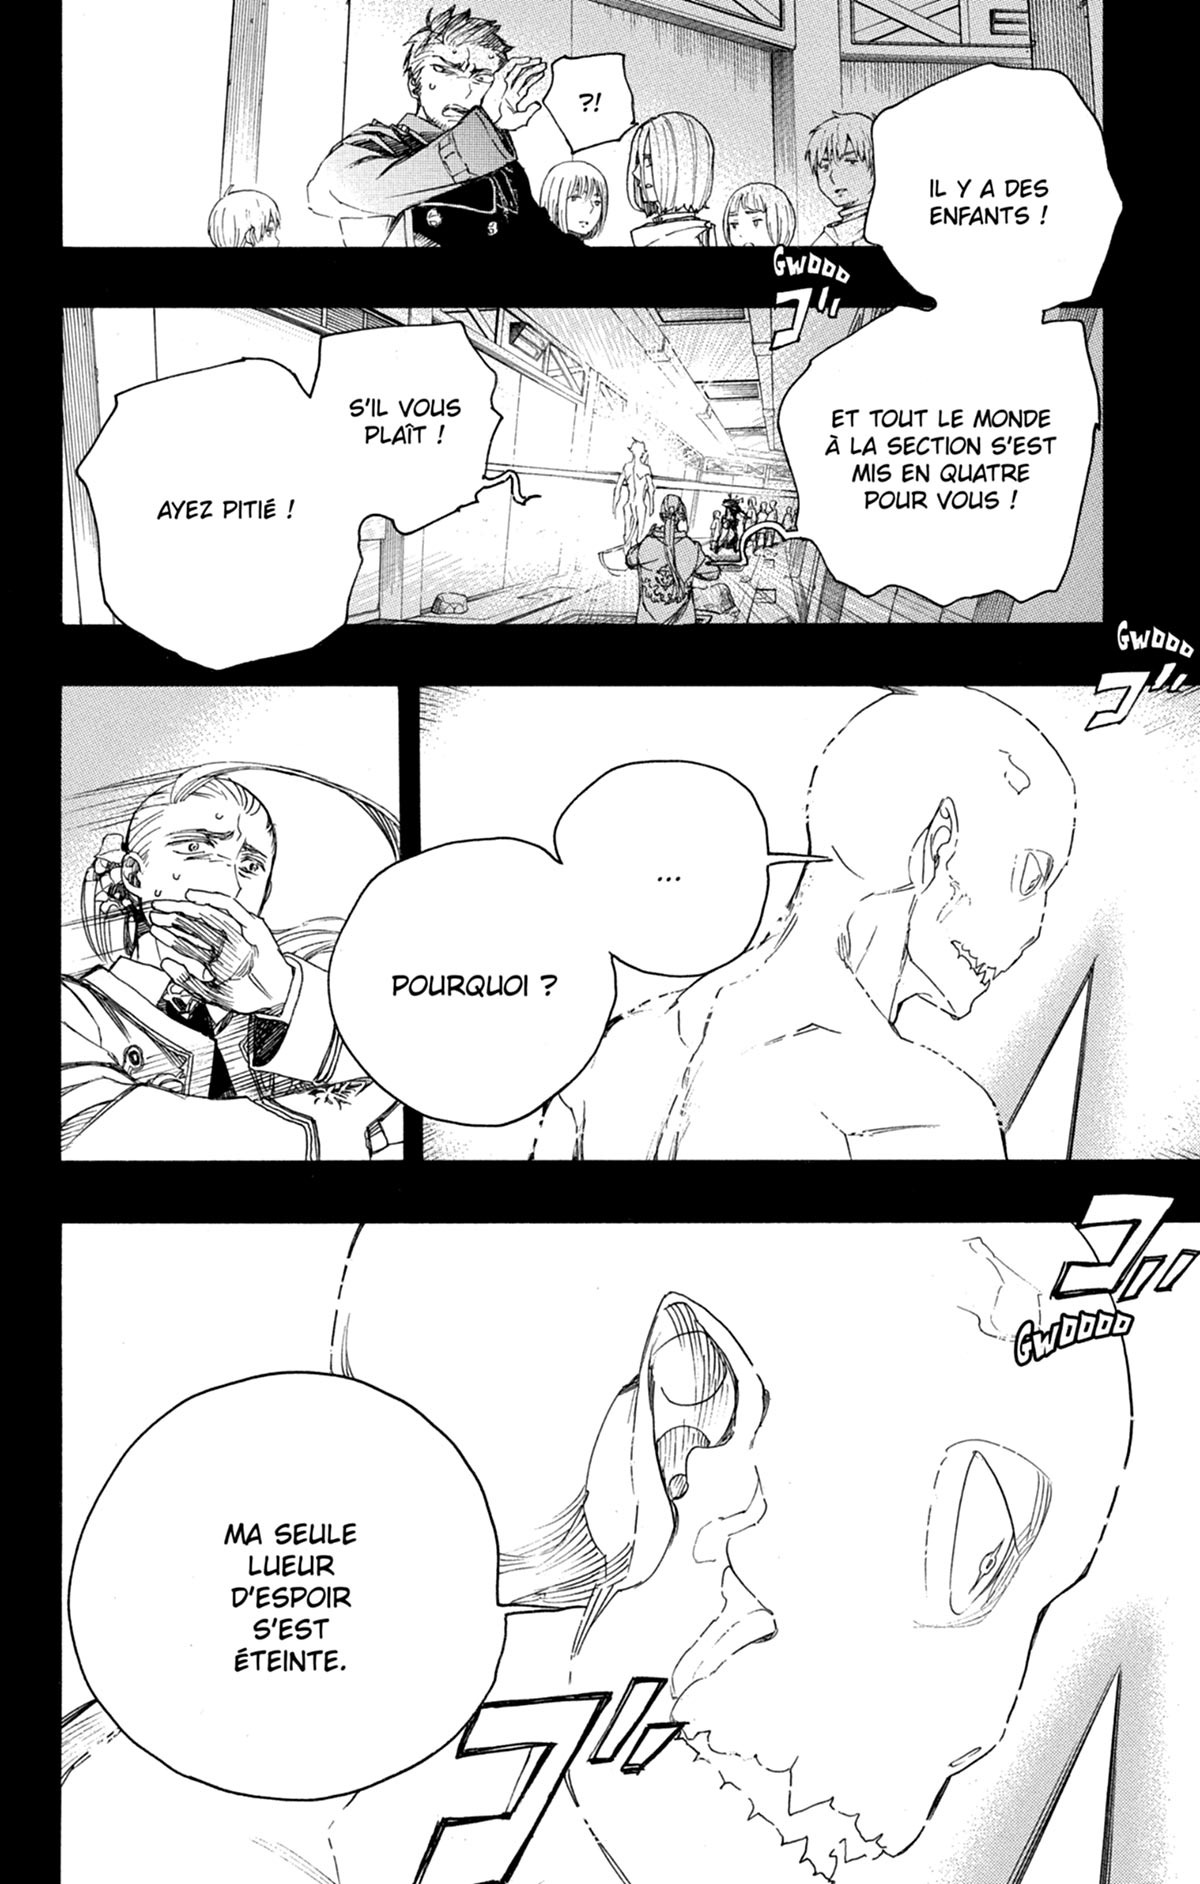 ?!
IL Y A DES
ENFANTS !
GWOOO
ゴ''
ET TOUT LE MONDE
À LA SECTION S'EST
MIS EN QUATRE
POUR VOUS !
S'IL VOUS
PLAÎT !
AYEZ PITIÉ !
GWOOO
ゴ''
...
POURQUOI ?
ゴ''
GWOOOO
MA SEULE
LUEUR
D'ESPOIR
S'EST
ÉTEINTE.
ゴ''